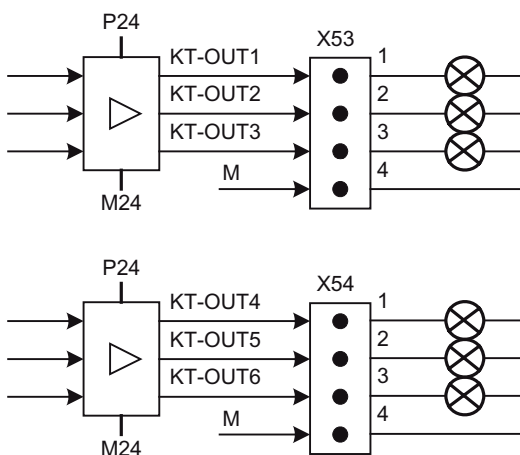 P24
X53
KT-OUT1
1
KT-OUT2
2
KT-OUT3
3
M
4
M24
P24
X54
KT-OUT4
1
KT-OUT5
2
KT-OUT6
3
M
4
M24